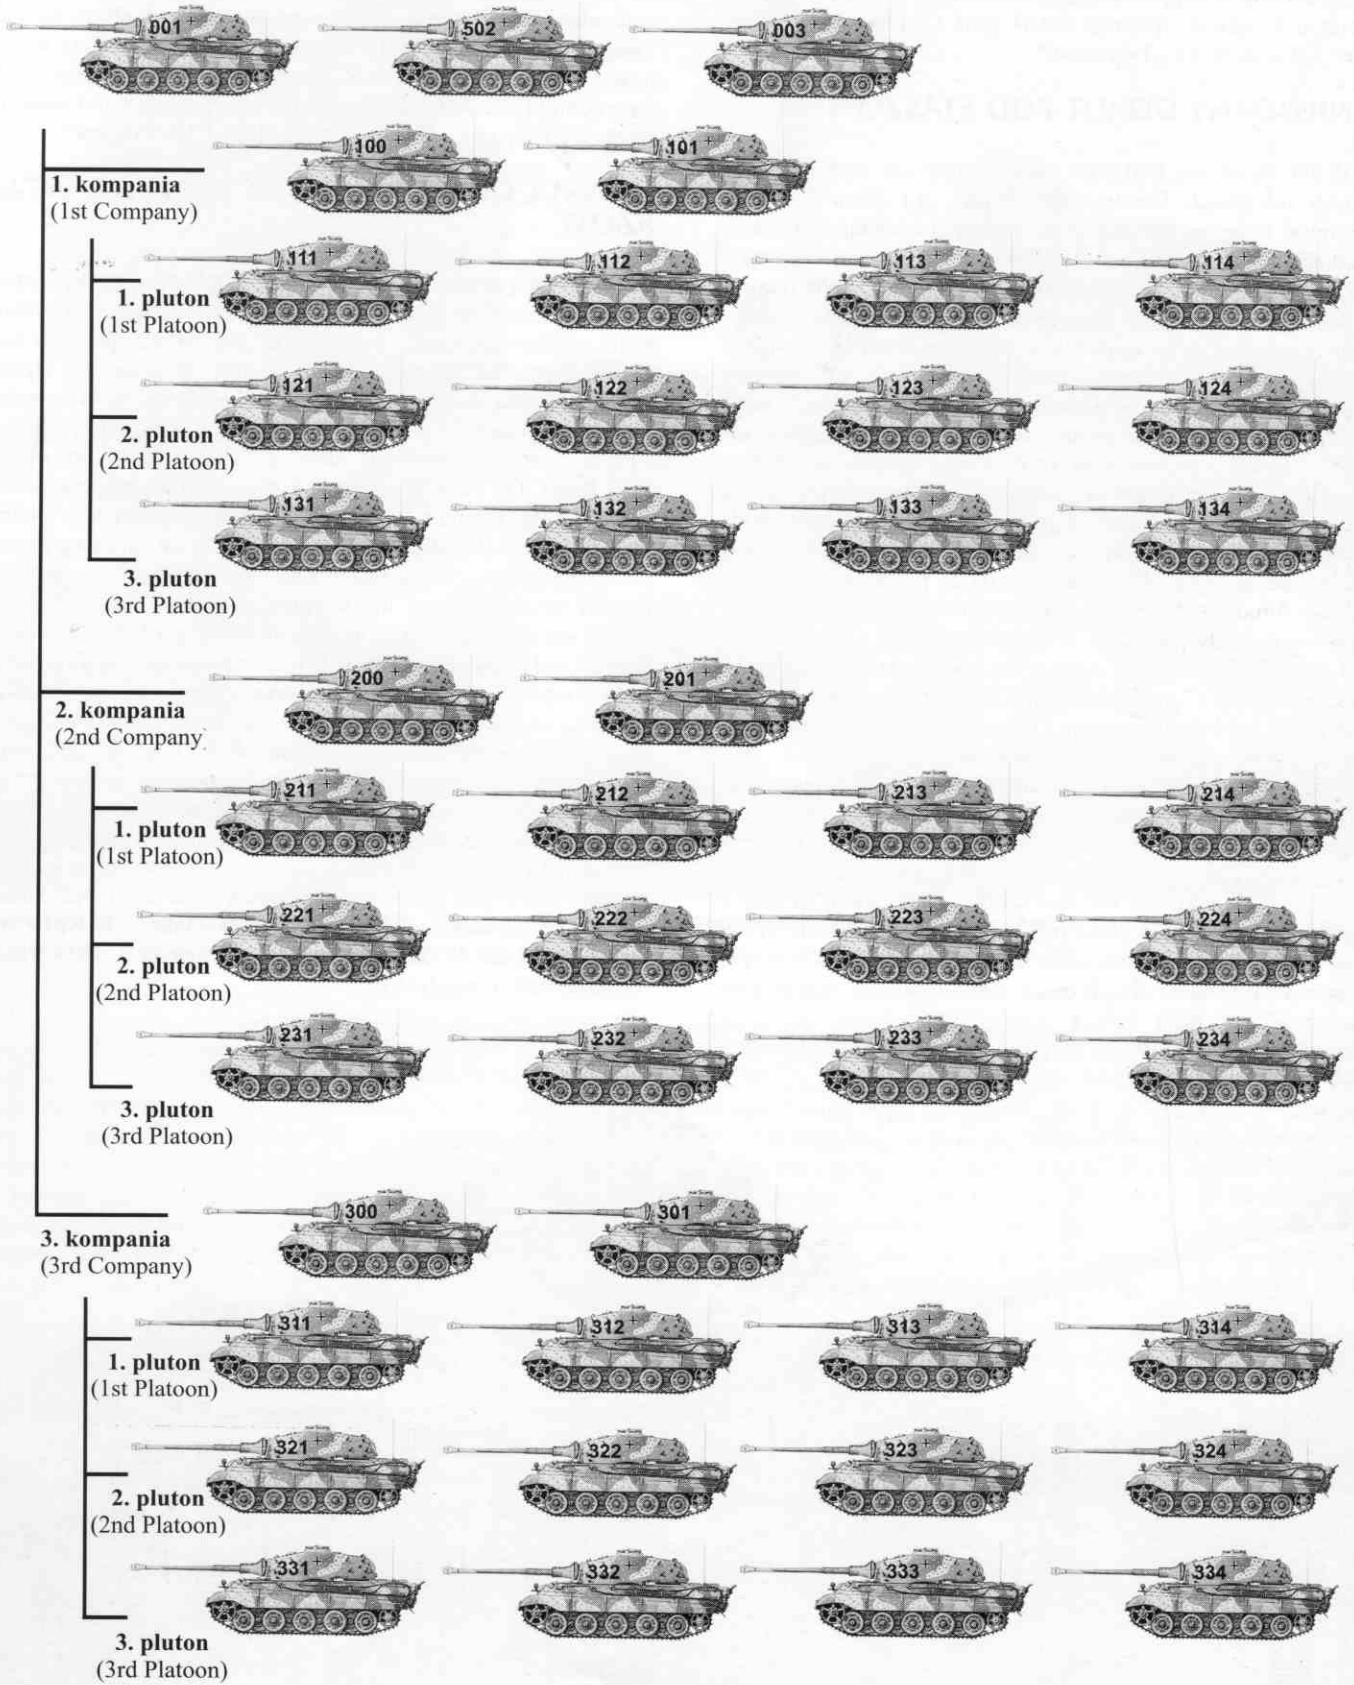 001 502 003
100 101
1. kompania
(1st Company)
111 112 113 114
1. pluton
(1st Platoon)
121 122 123 124
2. pluton
(2nd Platoon)
131 132 133 134
3. pluton
(3rd Platoon)
200 201
2. kompania
(2nd Company
211 212 213 214
1. pluton
(1st Platoon)
221 222 223 224
2. pluton
(2nd Platoon)
231 232 233 234
3. pluton
(3rd Platoon)
300 301
3. kompania
(3rd Company)
311 312 313 314
1. pluton
(1st Platoon)
321 322 323 324
2. pluton
(2nd Platoon)
331 332 333 334
3. pluton
(3rd Platoon)